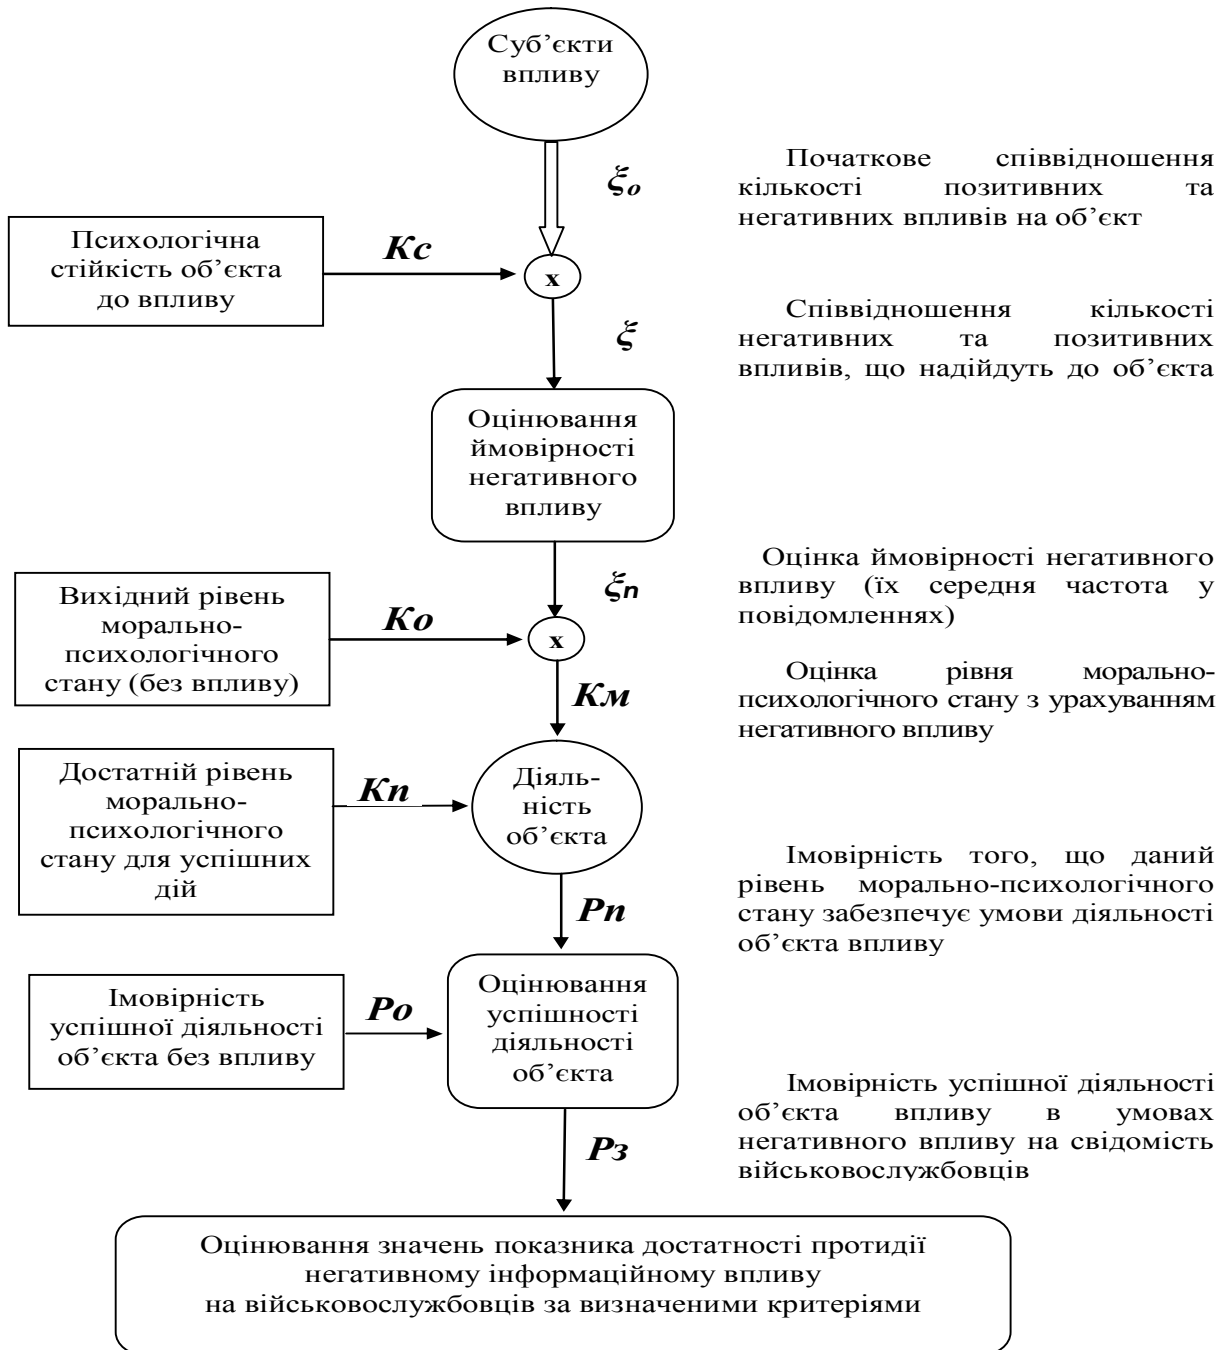 Суб’єкти
впливу
ξо
Початкове співвідношення
кількості позитивних та
негативних впливів на об’єкт
Психологічна
стійкість об’єкта
до впливу
Кс
х
Співвідношення кількості
негативних та позитивних
впливів, що надійдуть до об’єкта
ξ
Оцінювання
ймовірності
негативного
впливу
ξп
Оцінка ймовірності негативного
впливу (їх середня частота у
повідомленнях)
Вихідний рівень
морально-
психологічного
стану (без впливу)
Ко
х
Км
Оцінка рівня морально-
психологічного стану з урахуванням
негативного впливу
Достатній рівень
морально-
психологічного
стану для успішних
дій
Кп
Діяль-
ність
об’єкта
Рп
Імовірність того, що даний
рівень морально-психологічного
стану забезпечує умови діяльності
об’єкта впливу
Імовірність
успішної діяльності
об’єкта без впливу
Ро
Оцінювання
успішності
діяльності
об’єкта
Рз
Імовірність успішної діяльності
об’єкта впливу в умовах
негативного впливу на свідомість
військовослужбовців
Оцінювання значень показника достатності протидії
негативному інформаційному впливу
на військовослужбовців за визначеними критеріями